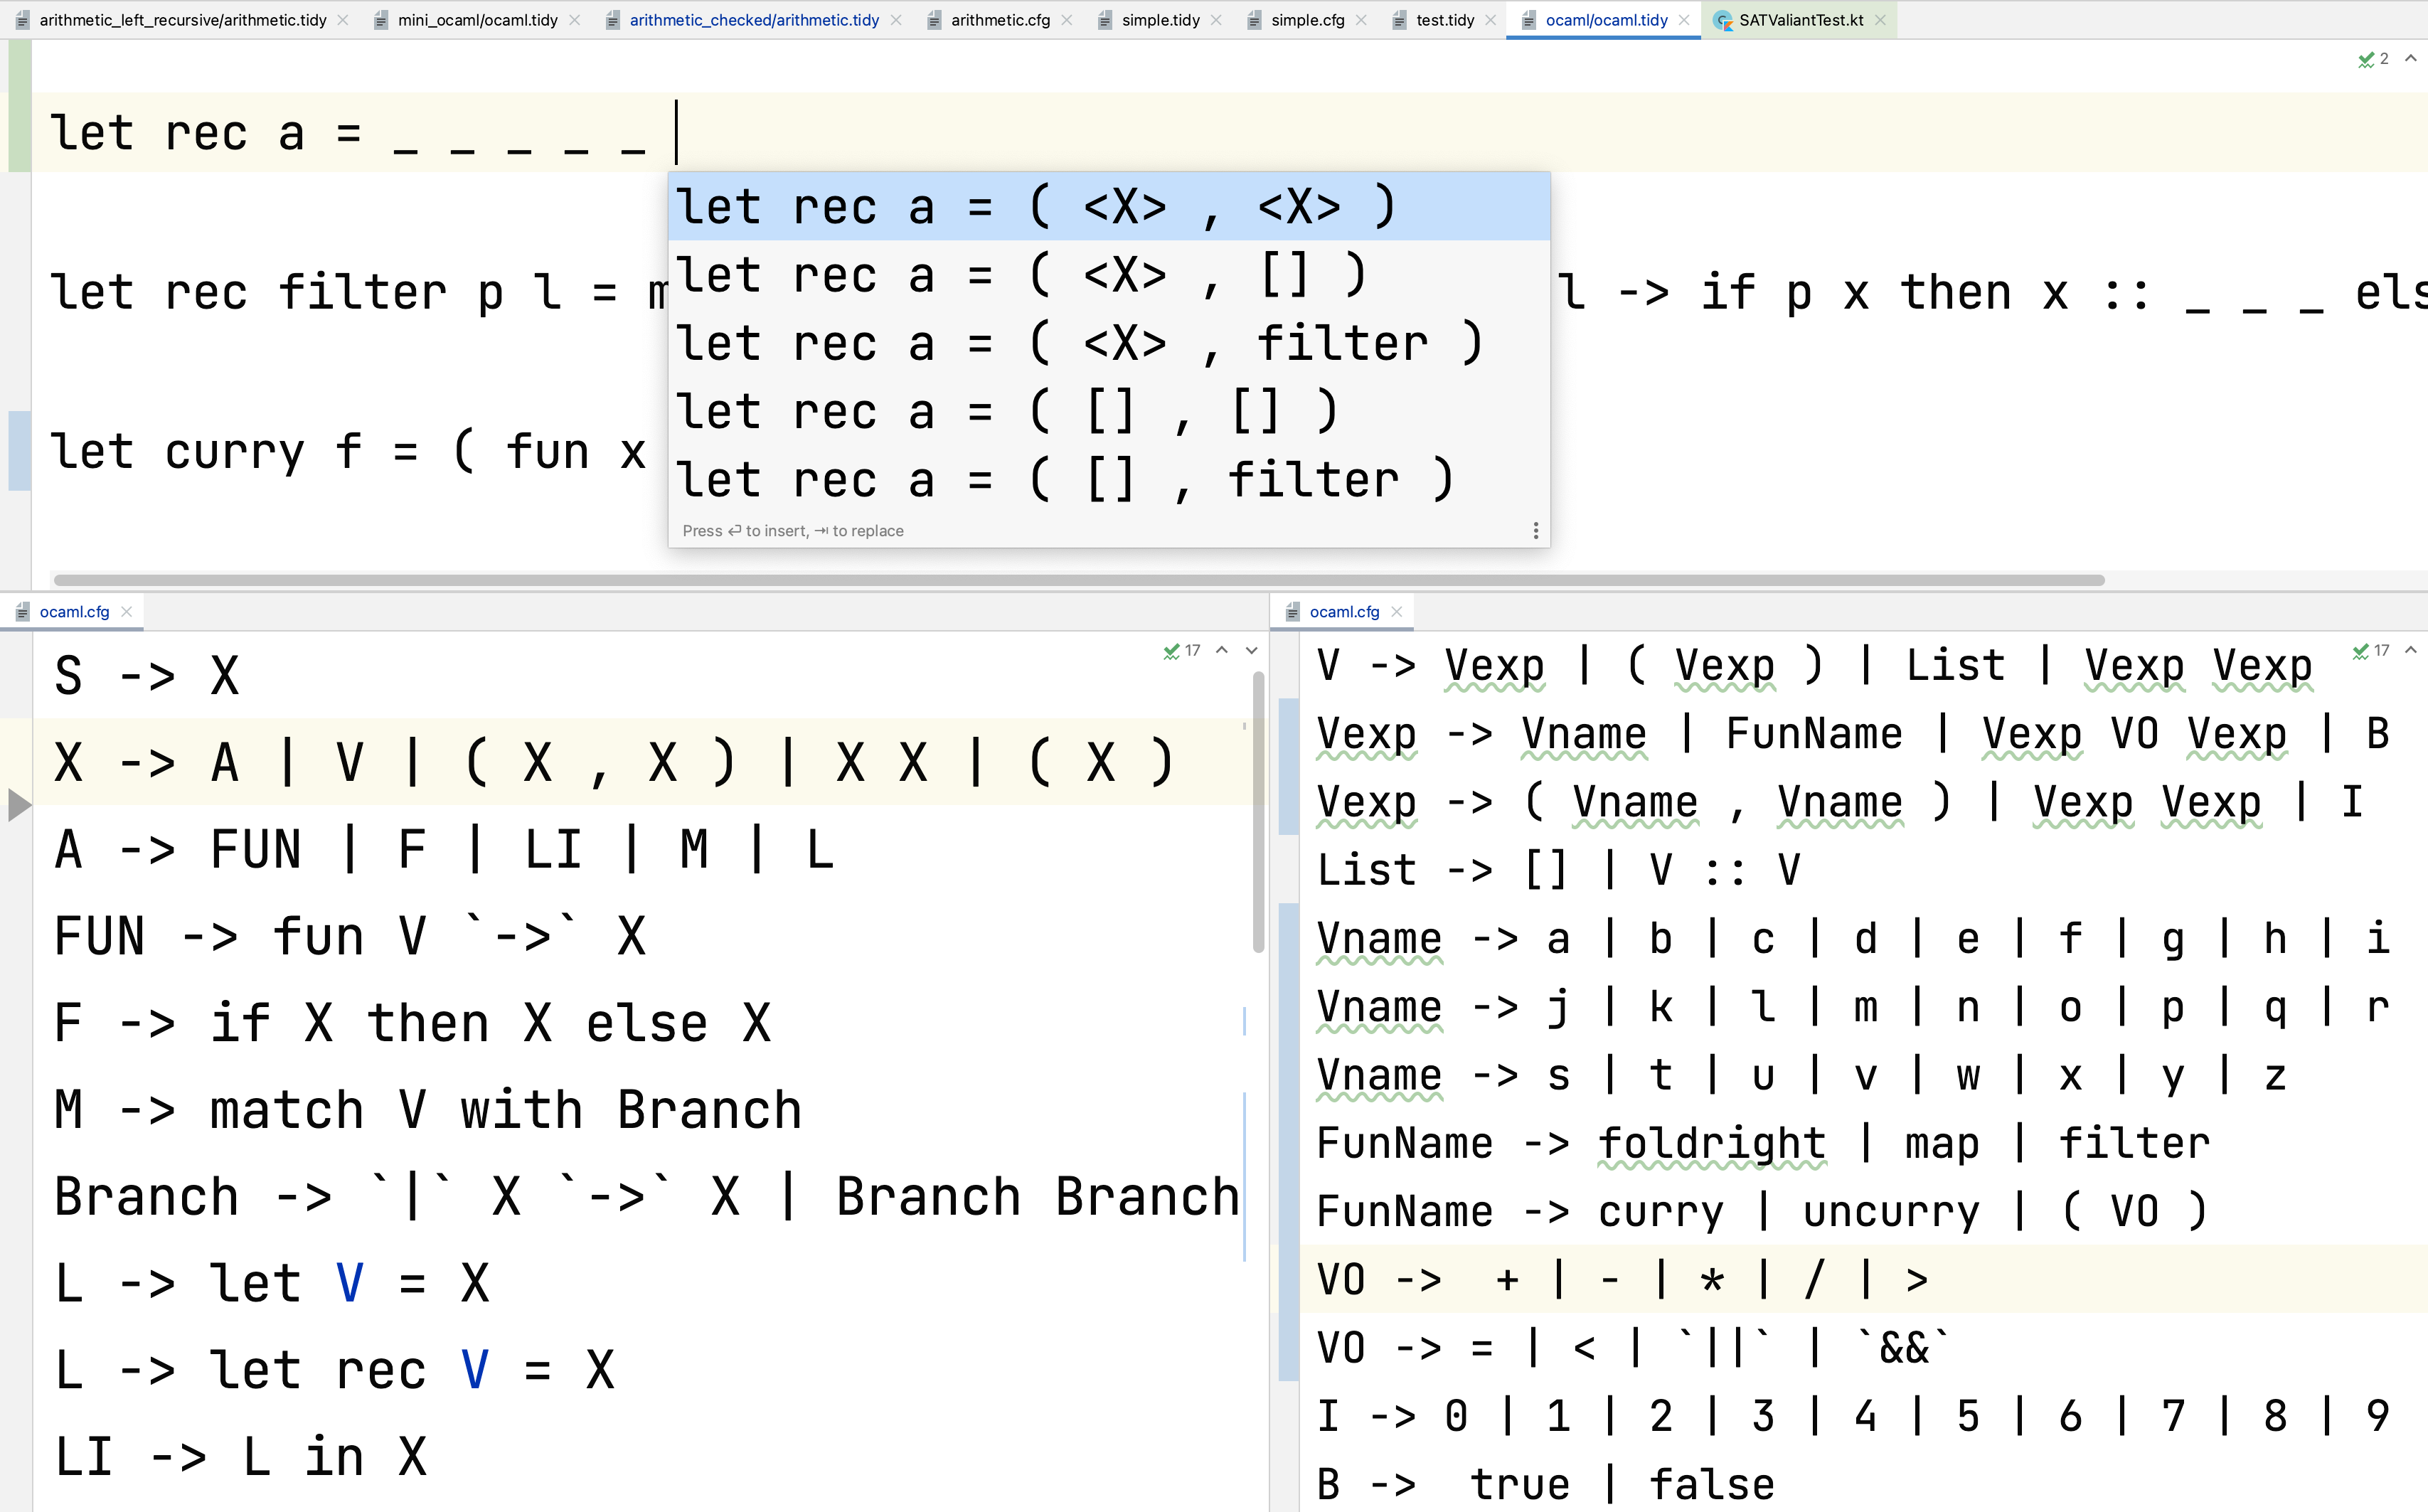 arithmetic_left_recursive/arithmetic.tidy mini_ocaml/ocaml.tidy arithmetic_checked/arithmetic.tidy arithmetic.cfg simple.tidy simple.cfg test.tidy ocaml/ocaml.tidy SATValiantTest.kt
2
let rec a = _ _ _ _ _
let rec a = ( <X> , <X> )
let rec a = ( <X> , [] )
let rec filter p l = m l -> if p x then x :: _ _ _ els
let rec a = ( <X> , filter )
let rec a = ( [] , [] )
let curry f = ( fun x
let rec a = ( [] , filter )
Press ⏎ to insert, ⇥ to replace
ocaml.cfg
17
S -> X
X -> A | V | ( X , X ) | X X | ( X )
A -> FUN | F | LI | M | L
FUN -> fun V `->` X
F -> if X then X else X
M -> match V with Branch
Branch -> `|` X `->` X | Branch Branch
L -> let V = X
L -> let rec V = X
LI -> L in X
ocaml.cfg
17
V -> Vexp | ( Vexp ) | List | Vexp Vexp
Vexp -> Vname | FunName | Vexp VO Vexp | B
Vexp -> ( Vname , Vname ) | Vexp Vexp | I
List -> [] | V :: V
Vname -> a | b | c | d | e | f | g | h | i
Vname -> j | k | l | m | n | o | p | q | r
Vname -> s | t | u | v | w | x | y | z
FunName -> foldright | map | filter
FunName -> curry | uncurry | ( VO )
VO -> + | - | * | / | >
VO -> = | < | `||` | `&&`
I -> 0 | 1 | 2 | 3 | 4 | 5 | 6 | 7 | 8 | 9
B -> true | false